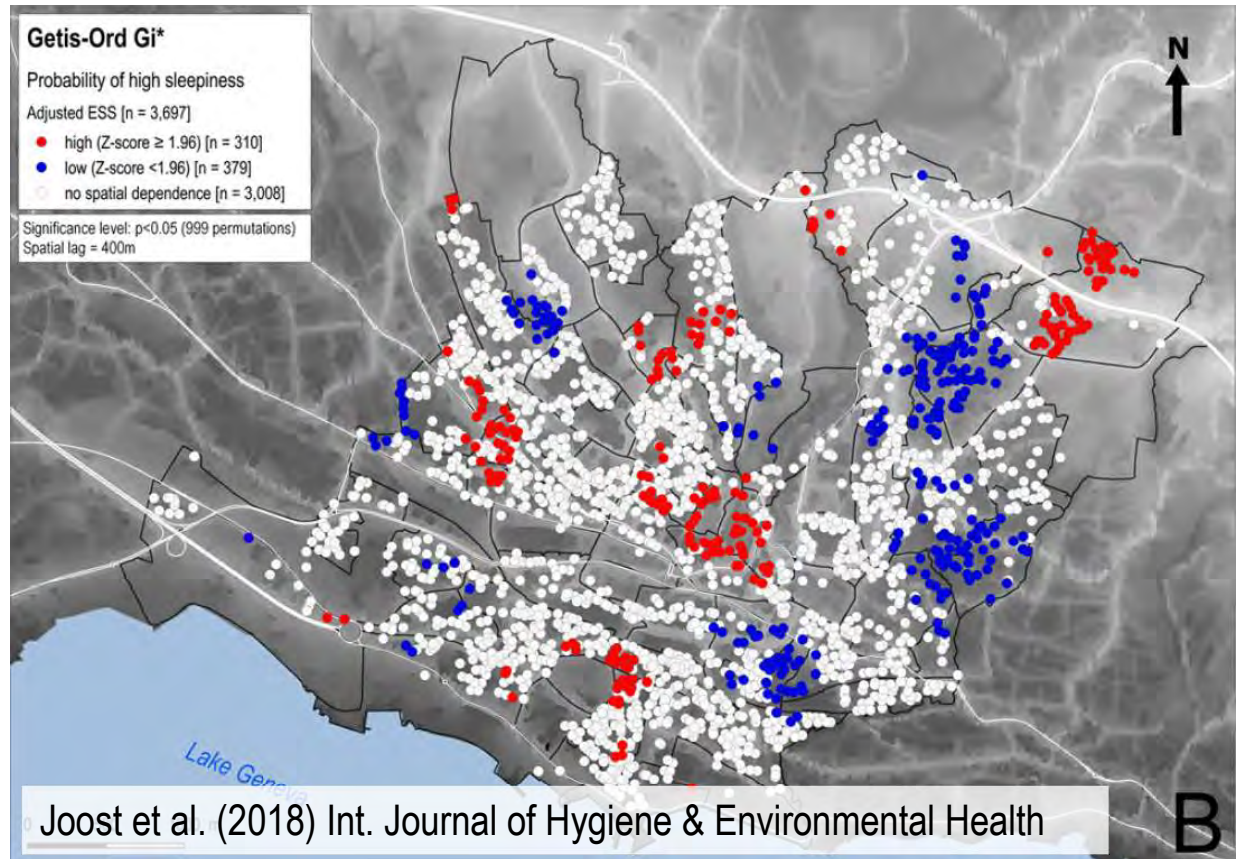 Getis-Ord Gi*
Probability of high sleepiness
Adjusted ESS [n = 3,697]
high (Z-score ≥ 1.96) [n = 310]
low (Z-score <1.96) [n = 379]
no spatial dependence [n = 3,008]
Significance level: p<0.05 (999 permutations)
Spatial lag = 400m
N
Lake Geneva
Joost et al. (2018) Int. Journal of Hygiene & Environmental Health
B